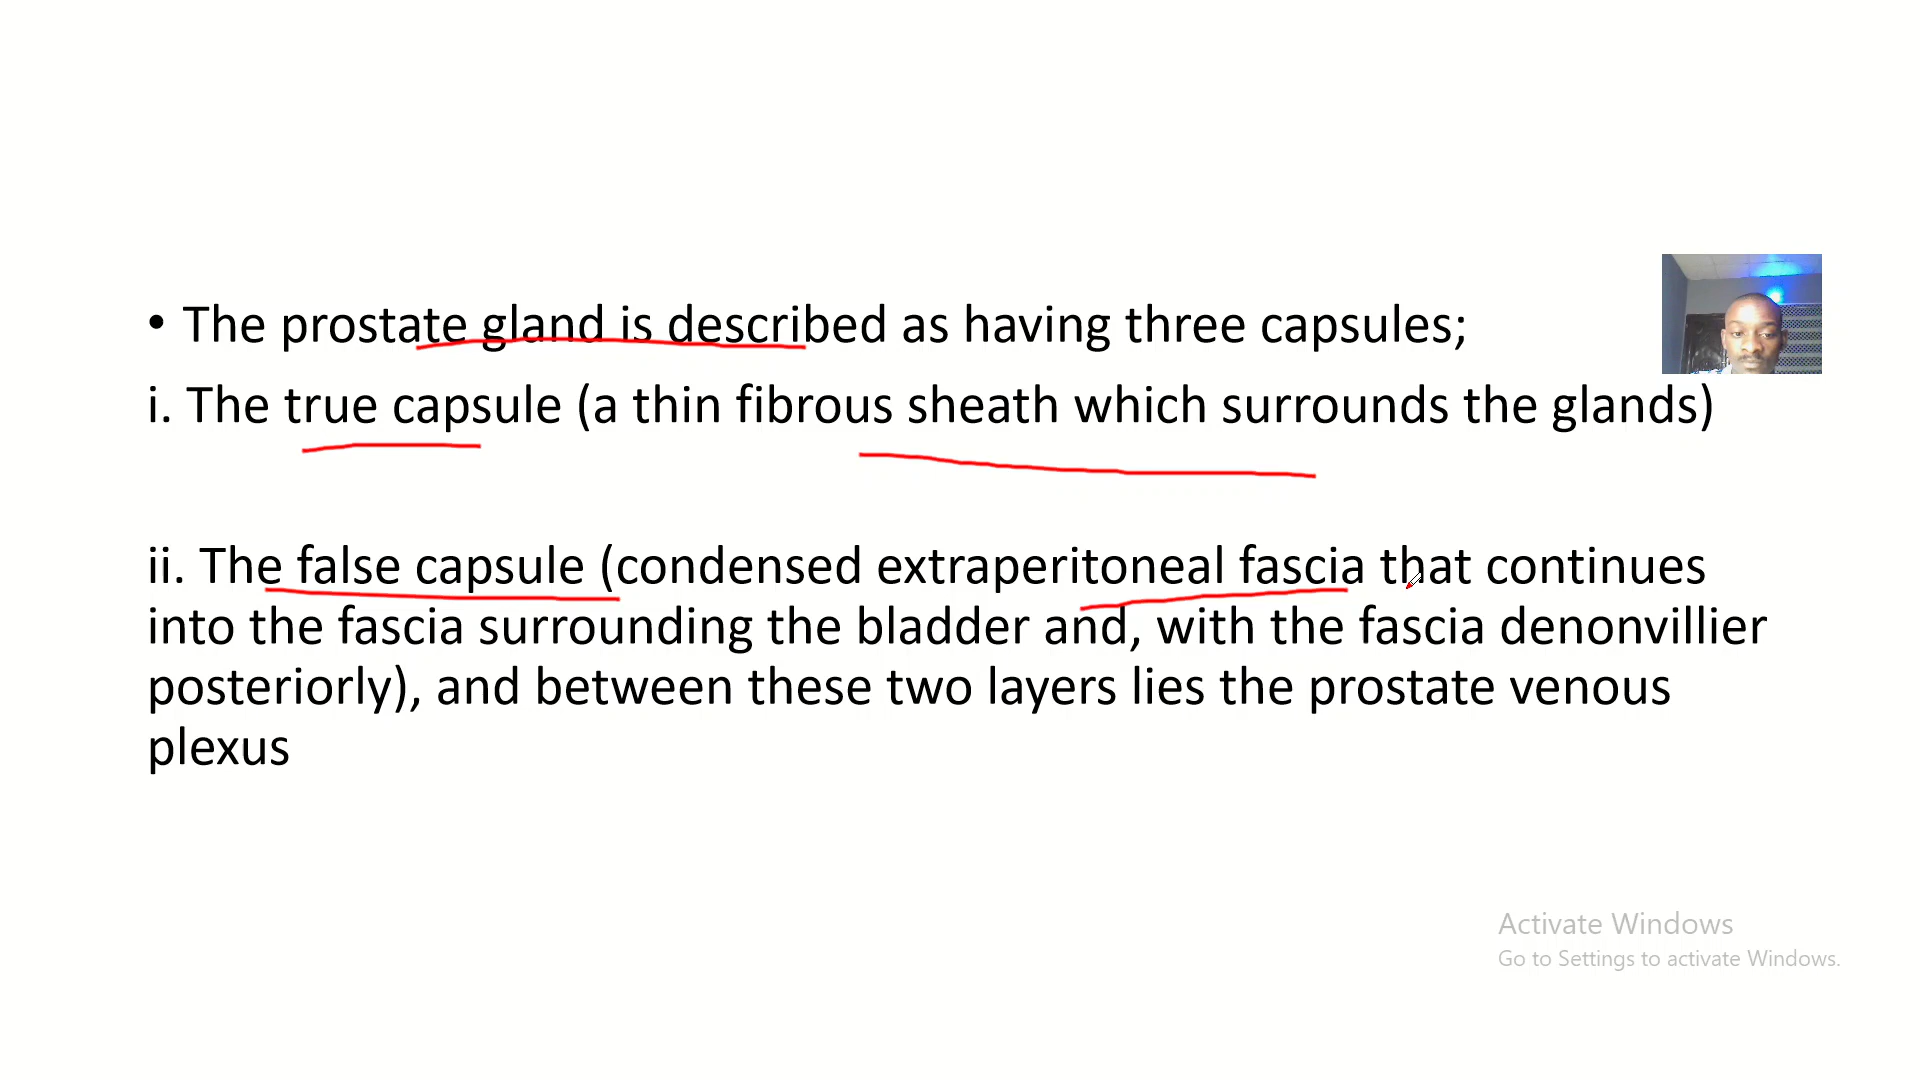 • The prostate gland is described as having three capsules;
i. The true capsule (a thin fibrous sheath which surrounds the glands)
ii. The false capsule (condensed extraperitoneal fascia that continues
into the fascia surrounding the bladder and, with the fascia denonvillier
posteriorly), and between these two layers lies the prostate venous
plexus
Activate Windows
Go to Settings to activate Windows.